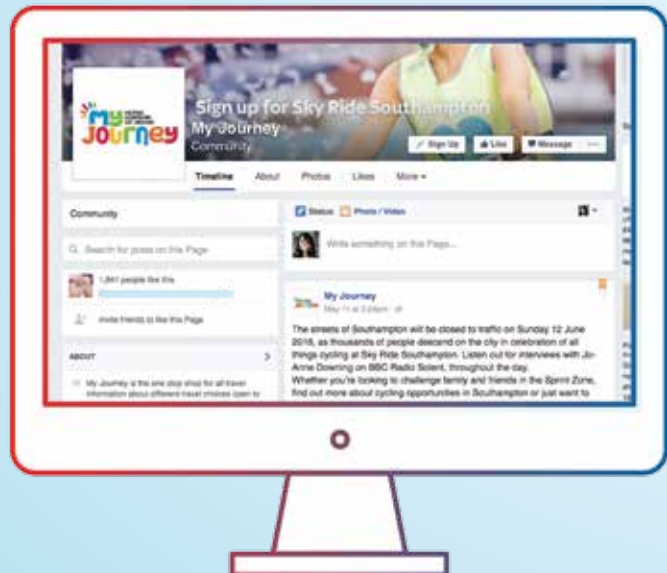 Sign up for Sky Ride Southampton
my JOURNEY
My Journey
Community
Sign Up Like Message
Timeline About Photos Likes More
Community
Status Photo / Video
Search for posts on this Page
Write something on this Page...
people like this
Invite friends to like this Page
My Journey
May 11 at
ABOUT
The streets of Southampton will be closed to traffic on Sunday 12 June
2016, as thousands of people descend on the city in celebration of all
things cycling at Sky Ride Southampton. Listen out for interviews with Jo-
Anne Downing on BBC Radio Solent, throughout the day.
Whether you're looking to challenge family and friends in the Sprint Zone,
find out more about cycling opportunities in Southampton or just want to
My Journey is the one stop shop for all travel
information about different travel choices open to